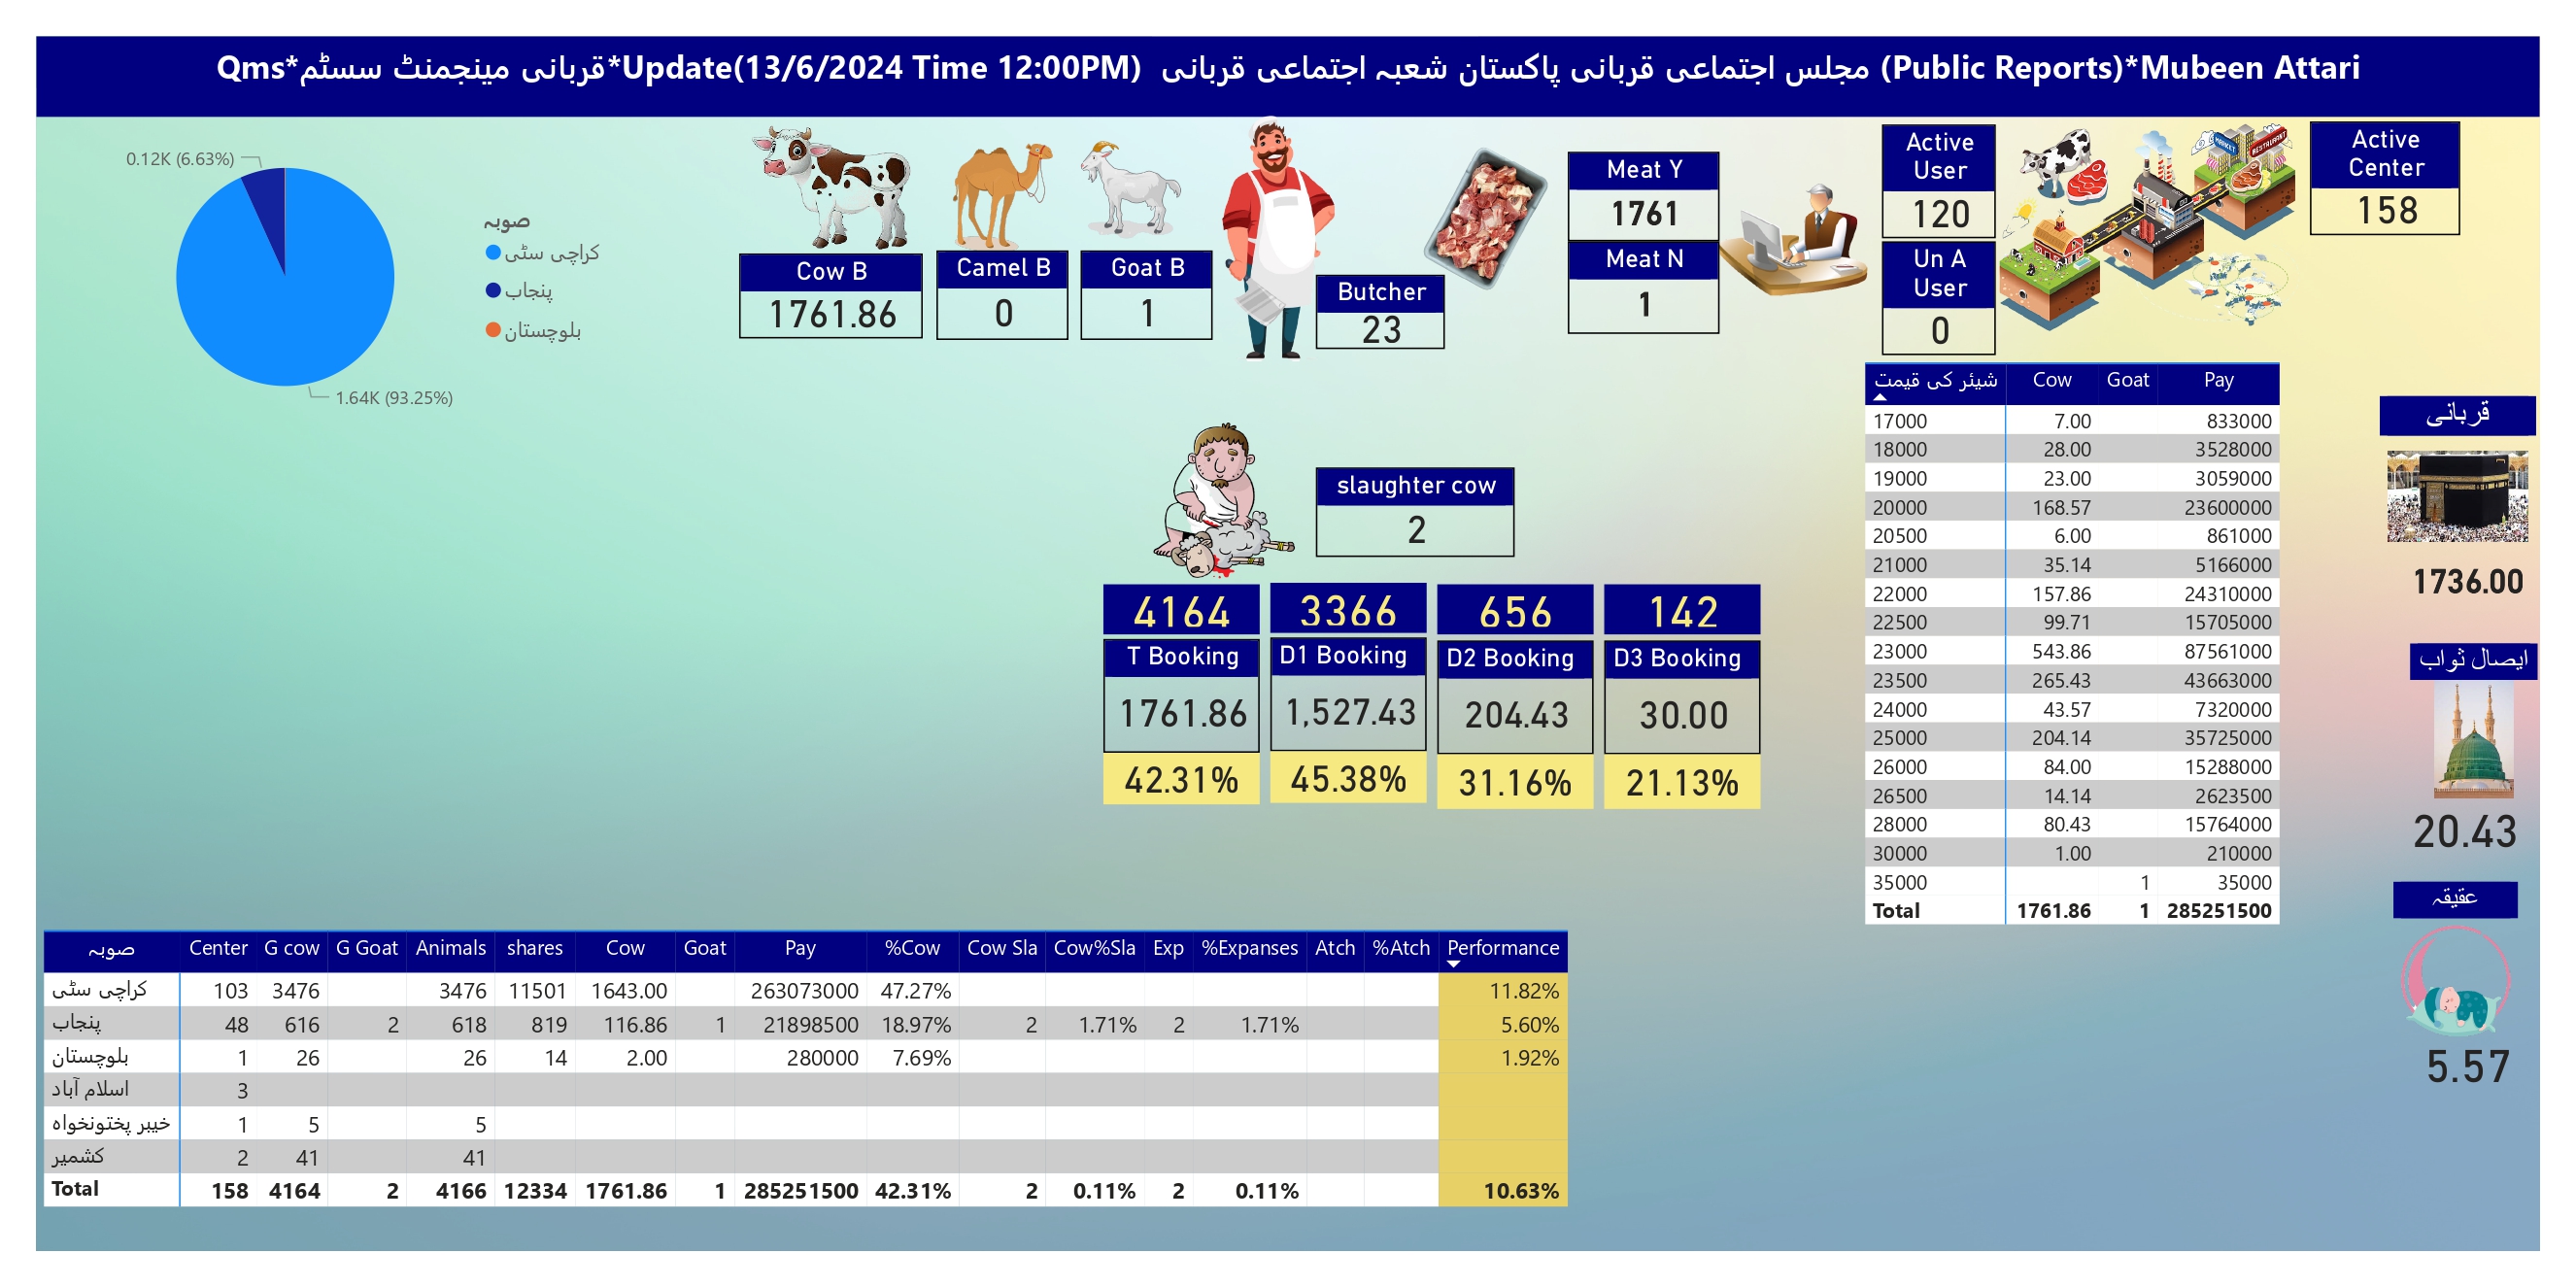 Qms*قربانی مینجمنٹ سسٹم*Update(13/6/2024 Time 12:00PM) مجلس اجتماعی قربانی پاکستان شعبہ اجتماعی قربانی (Public Reports)*Mubeen Attari
0.12K (6.63%)
1.64K (93.25%)
صوبہ
کراچی سٹی
پنجاب
بلوچستان
Cow B
1761.86
Camel B
0
Goat B
1
Butcher
23
Meat Y
1761
Meat N
1
Active User
120
Un A User
0
MARKET
RESTAURANT
Active Center
158
slaughter cow
2
4164
T Booking
1761.86
42.31%
3366
D1 Booking
1,527.43
45.38%
656
D2 Booking
204.43
31.16%
142
D3 Booking
30.00
21.13%
شیئر کی قیمت Cow Goat Pay
17000 7.00 833000
18000 28.00 3528000
19000 23.00 3059000
20000 168.57 23600000
20500 6.00 861000
21000 35.14 5166000
22000 157.86 24310000
22500 99.71 15705000
23000 543.86 87561000
23500 265.43 43663000
24000 43.57 7320000
25000 204.14 35725000
26000 84.00 15288000
26500 14.14 2623500
28000 80.43 15764000
30000 1.00 210000
35000 1 35000
Total 1761.86 1 285251500
قربانی
1736.00
ایصال ثواب
20.43
عقیقہ
5.57
صوبہ Center G cow G Goat Animals shares Cow Goat Pay %Cow Cow Sla Cow%Sla Exp %Expanses Atch %Atch Performance
کراچی سٹی 103 3476 3476 11501 1643.00 263073000 47.27% 11.82%
پنجاب 48 616 2 618 819 116.86 1 21898500 18.97% 2 1.71% 2 1.71% 5.60%
بلوچستان 1 26 26 14 2.00 280000 7.69% 1.92%
اسلام آباد 3
خیبر پختونخواہ 1 5 5
کشمیر 2 41 41
Total 158 4164 2 4166 12334 1761.86 1 285251500 42.31% 2 0.11% 2 0.11% 10.63%